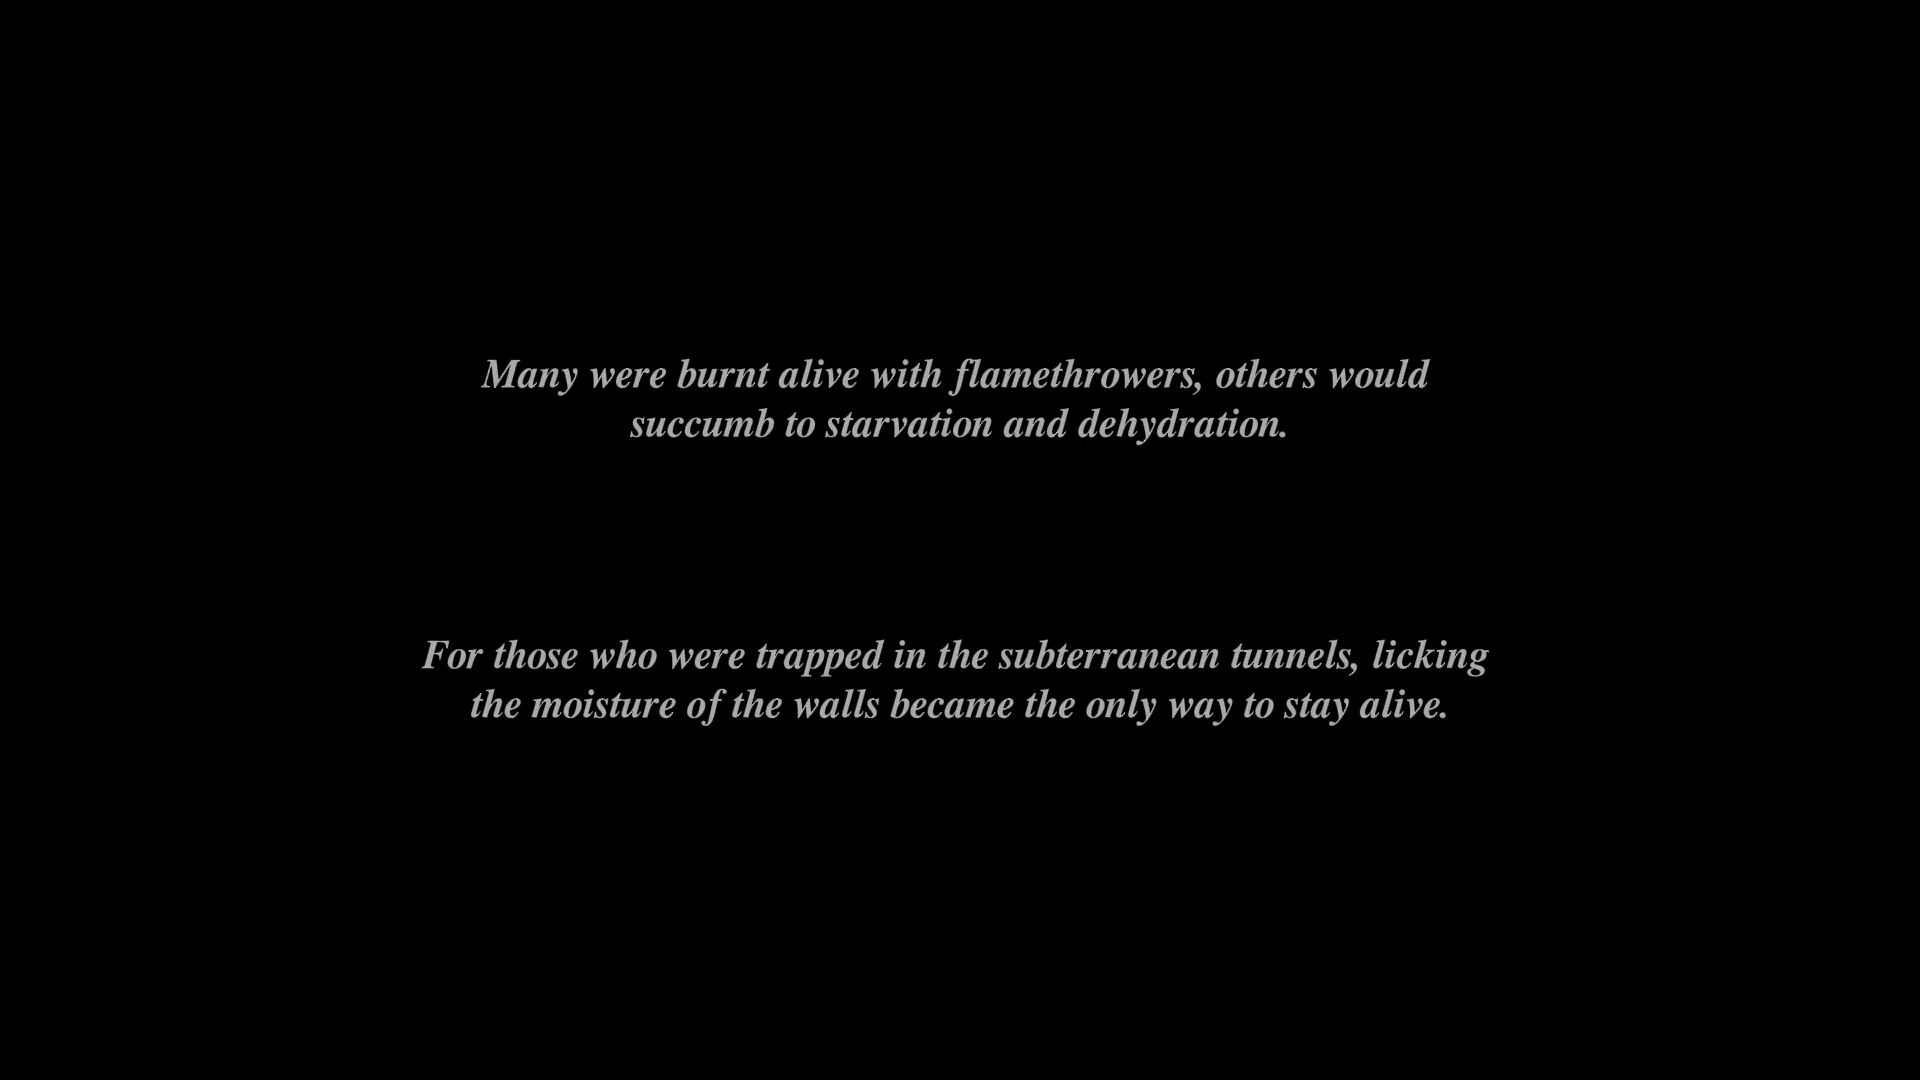 Many were burnt alive with flamethrowers, others would
succumb to starvation and dehydration.
For those who were trapped in the subterranean tunnels, licking
the moisture of the walls became the only way to stay alive.